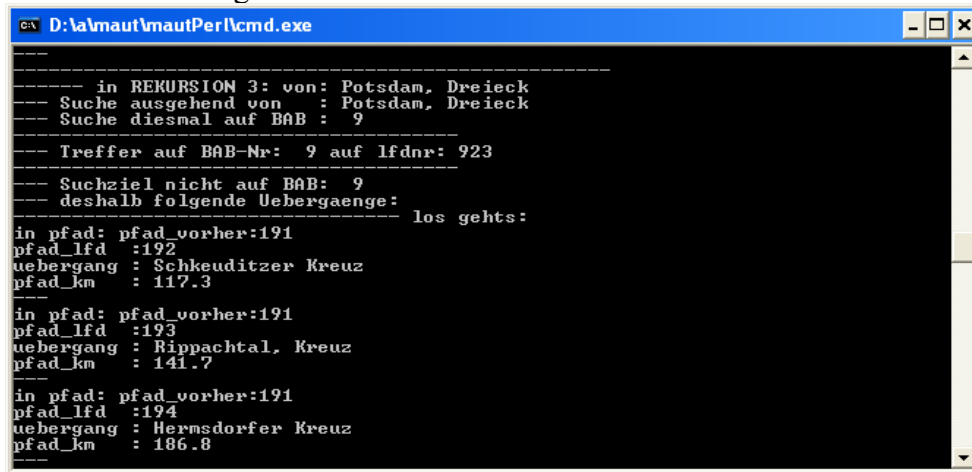 D:\a\maut\mautPerl\cmd.exe
---
-------------------------------------------------------
------ in REKURSION 3: von: Potsdam, Dreieck
--- Suche ausgehend von   : Potsdam, Dreieck
--- Suche diesmal auf BAB :  9
-----------------------------------------
--- Treffer auf BAB-Nr:  9 auf lfdnr: 923
-----------------------------------------
--- Suchziel nicht auf BAB:  9
--- deshalb folgende Uebergaenge:
------------------------------------ los gehts:
in pfad: pfad_vorher:191
pfad_lfd  :192
uebergang : Schkeuditzer Kreuz
pfad_km   : 117.3
---
in pfad: pfad_vorher:191
pfad_lfd  :193
uebergang : Rippachtal, Kreuz
pfad_km   : 141.7
---
in pfad: pfad_vorher:191
pfad_lfd  :194
uebergang : Hermsdorfer Kreuz
pfad_km   : 186.8
---